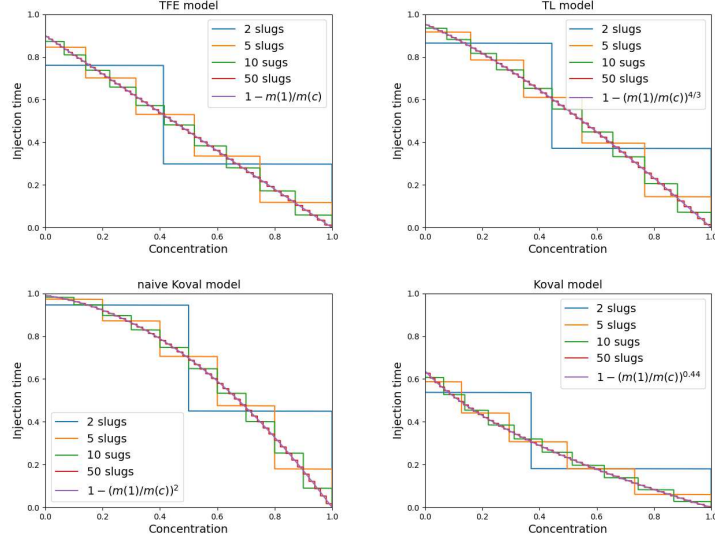 TFE model
Injection time
1.0
0.8
0.6
0.4
0.2
0.0
2 slugs
5 slugs
10 sugs
50 slugs
1 − m(1)/m(c)
0.0 0.2 0.4 0.6 0.8 1.0
Concentration
TL model
Injection time
1.0
0.8
0.6
0.4
0.2
0.0
2 slugs
5 slugs
10 sugs
50 slugs
1 − (m(1)/m(c))^{4/3}
0.0 0.2 0.4 0.6 0.8 1.0
Concentration
naive Koval model
Injection time
1.0
0.8
0.6
0.4
0.2
0.0
2 slugs
5 slugs
10 sugs
50 slugs
1 − (m(1)/m(c))^2
0.0 0.2 0.4 0.6 0.8 1.0
Concentration
Koval model
Injection time
1.0
0.8
0.6
0.4
0.2
0.0
2 slugs
5 slugs
10 sugs
50 slugs
1 − (m(1)/m(c))^{0.44}
0.0 0.2 0.4 0.6 0.8 1.0
Concentration